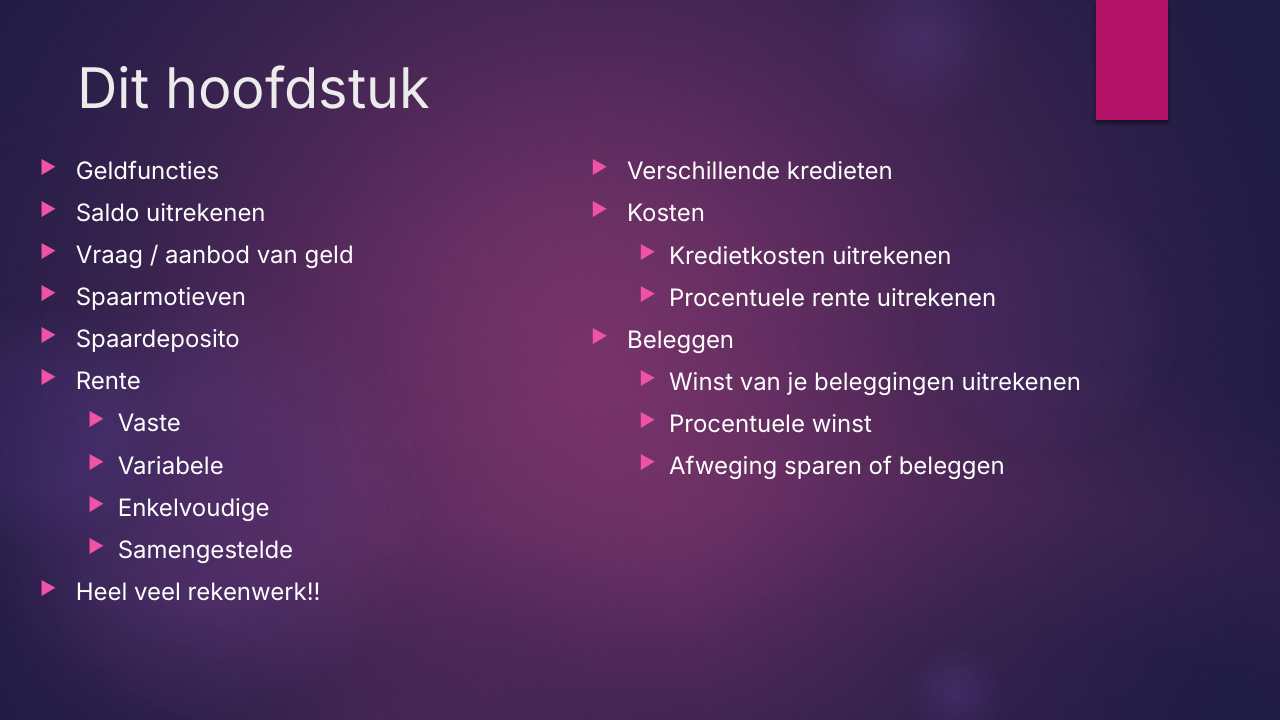 Dit hoofdstuk
Geldfuncties
Saldo uitrekenen
Vraag / aanbod van geld
Spaarmotieven
Spaardeposito
Rente
Vaste
Variabele
Enkelvoudige
Samengestelde
Heel veel rekenwerk!!
Verschillende kredieten
Kosten
Kredietkosten uitrekenen
Procentuele rente uitrekenen
Beleggen
Winst van je beleggingen uitrekenen
Procentuele winst
Afweging sparen of beleggen